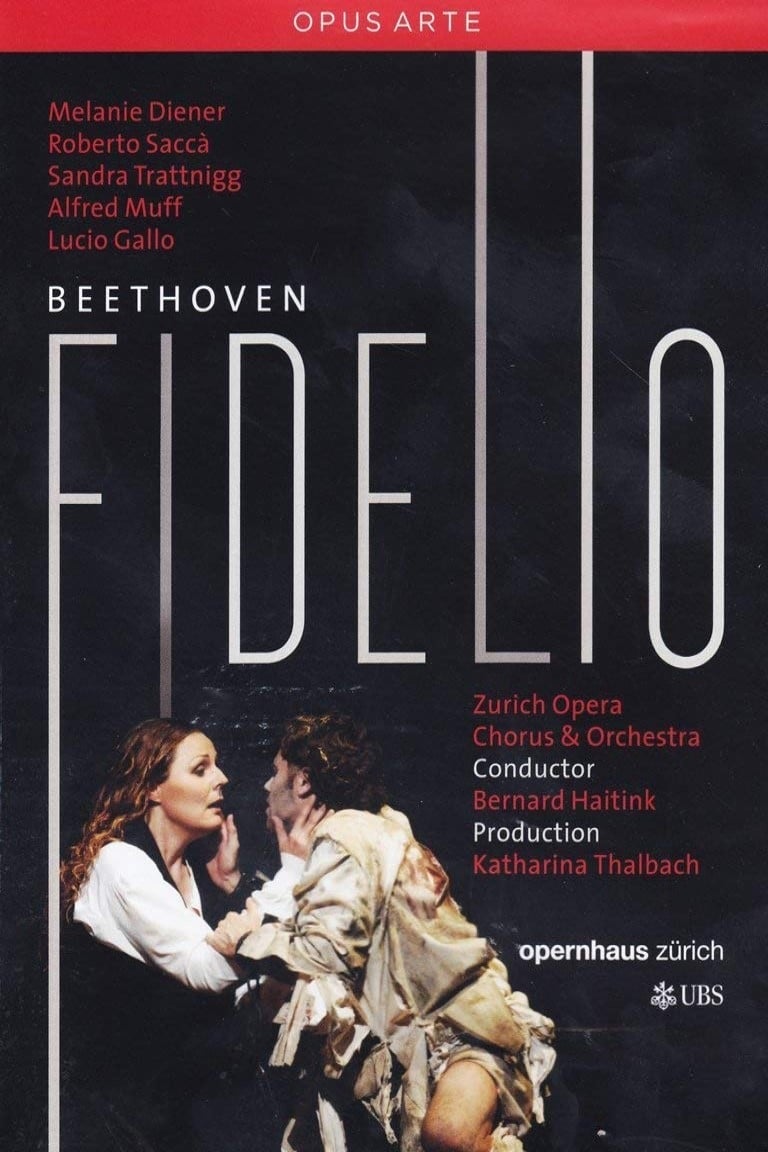 OPUS ARTE
Melanie Diener
Roberto Saccà
Sandra Trattnigg
Alfred Muff
Lucio Gallo
BEETHOVEN
FIDELIO
Zurich Opera
Chorus & Orchestra
Conductor
Bernard Haitink
Production
Katharina Thalbach
opernhaus zürich
UBS